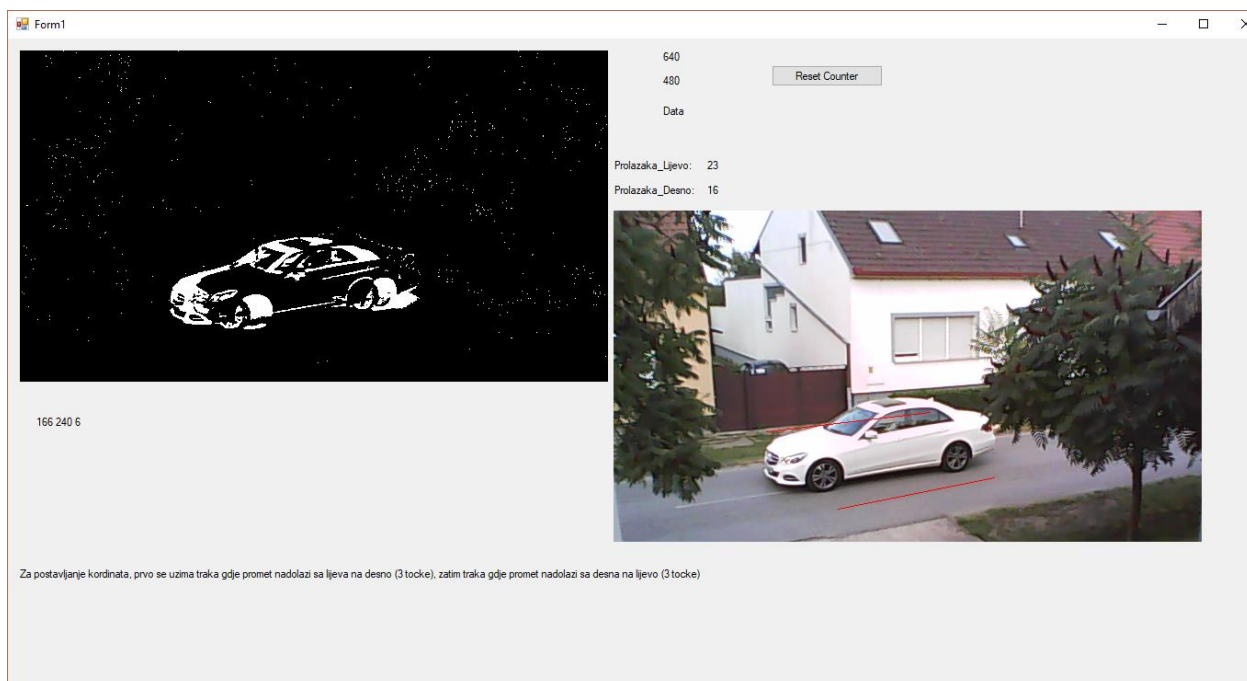 Form1
640
480
Reset Counter
Data
Prolazaka_Lijevo: 23
Prolazaka_Desno: 16
166 240 6
Za postavljanje kordinata, prvo se uzima traka gdje promet nadolazi sa lijeva na desno (3 tocke), zatim traka gdje promet nadolazi sa desna na lijevo (3 tocke)